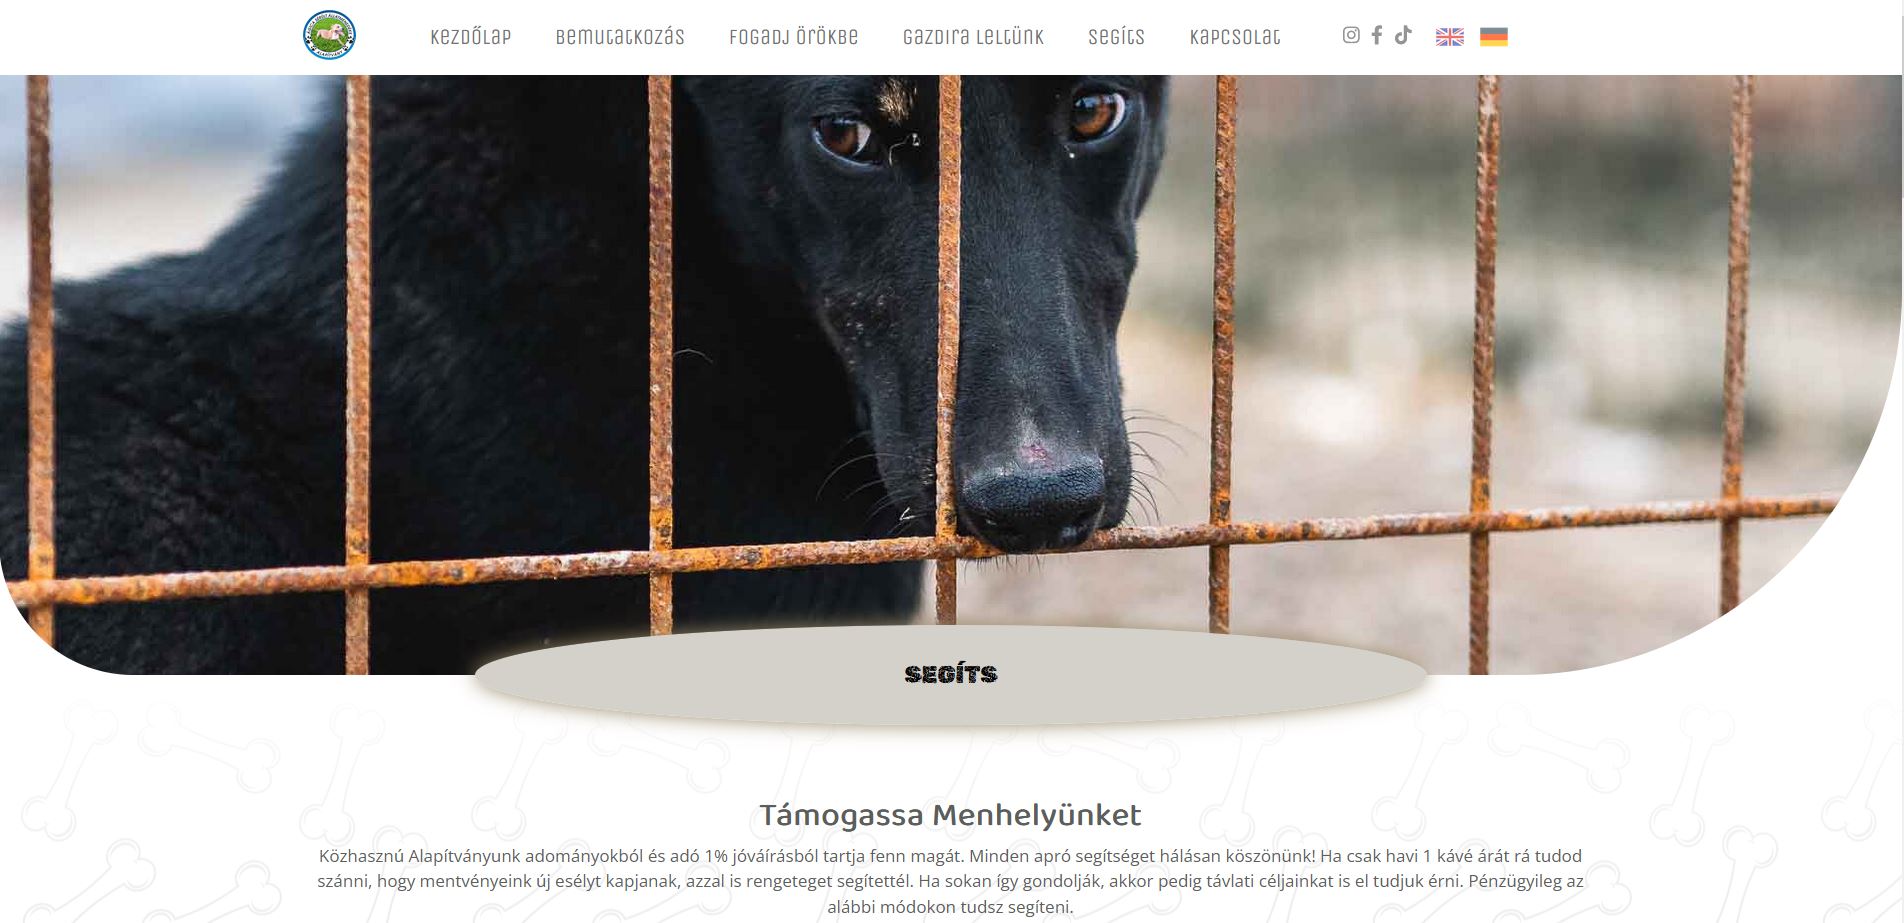 Kezdőlap Bemutatkozás Fogadj örökbe Gazdira leltünk Segíts Kapcsolat
SEGÍTS
Támogassa Menhelyünket
Közhasznú Alapítványunk adományokból és adó 1% jóváírásból tartja fenn magát. Minden apró segítséget hálásan köszönünk! Ha csak havi 1 kávé árát rá tudod
szánni, hogy mentvényeink új esélyt kapjanak, azzal is rengeteget segítettél. Ha sokan így gondolják, akkor pedig távlati céljainkat is el tudjuk érni. Pénzügyileg az
alábbi módokon tudsz segíteni.